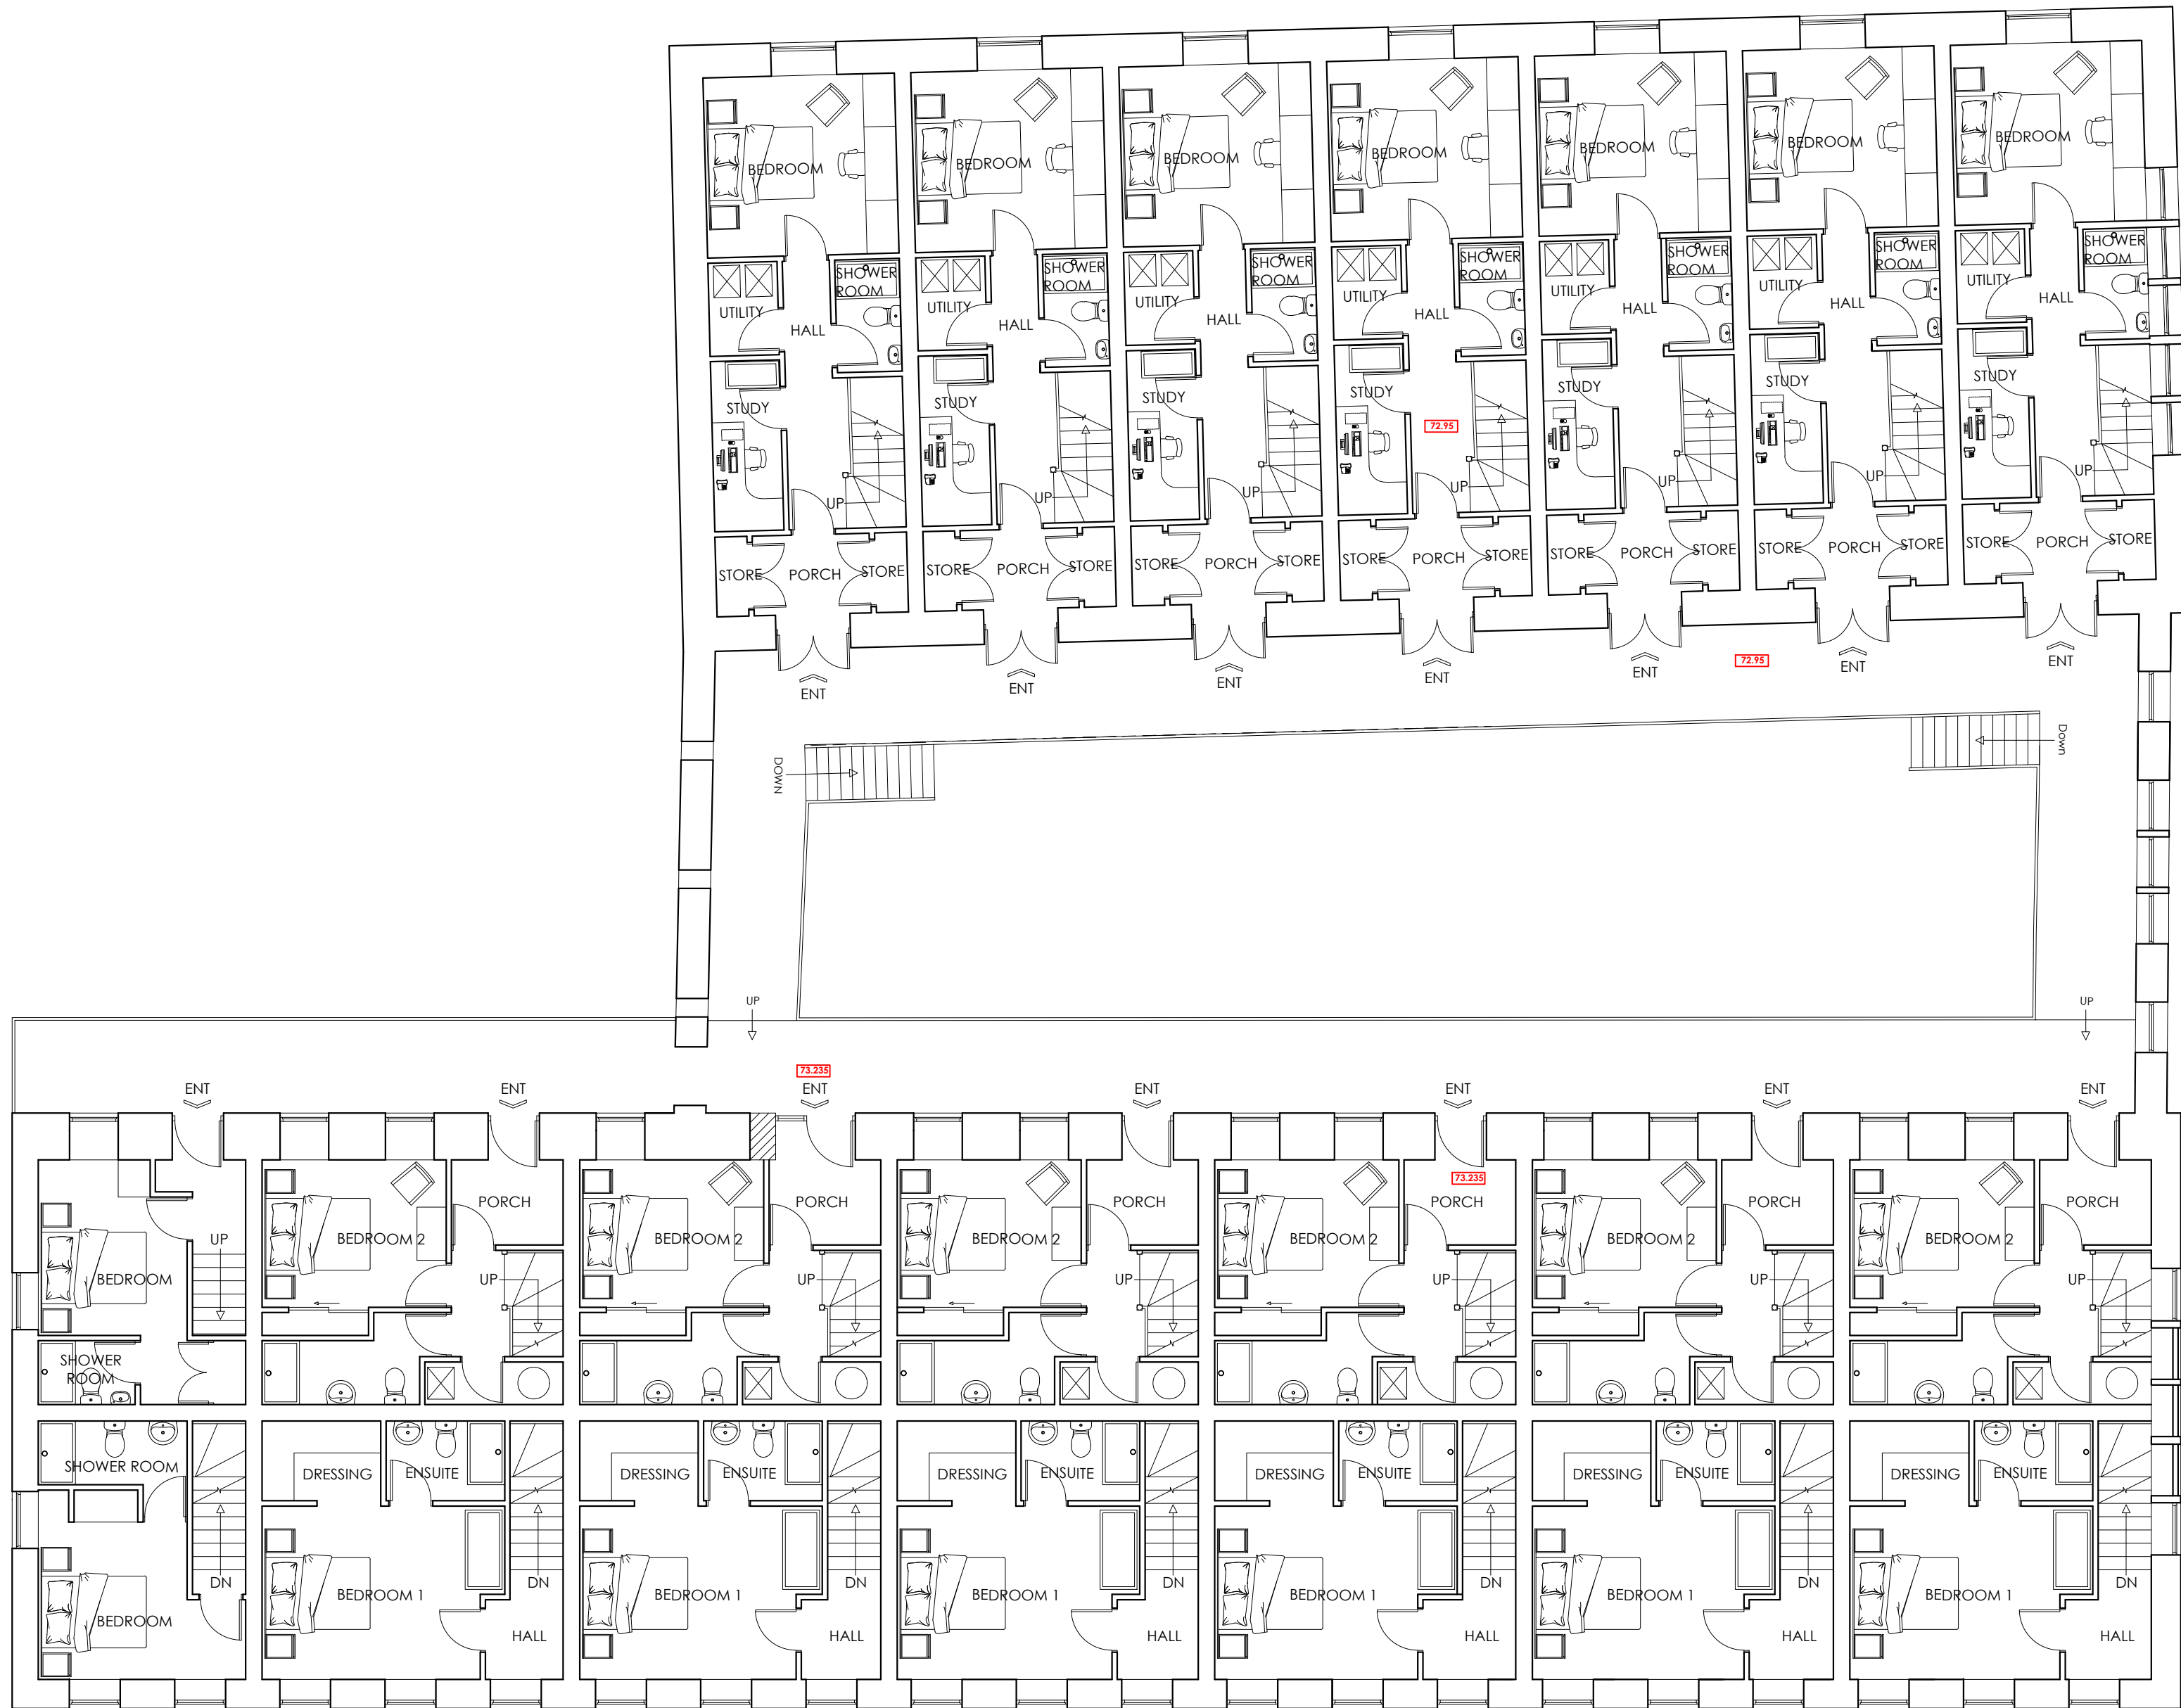 BEDROOM
BEDROOM
BEDROOM
BEDROOM
BEDROOM
BEDROOM
BEDROOM
SHOWER
ROOM
SHOWER
ROOM
SHOWER
ROOM
SHOWER
ROOM
SHOWER
ROOM
SHOWER
ROOM
SHOWER
ROOM
UTILITY
UTILITY
UTILITY
UTILITY
UTILITY
UTILITY
UTILITY
HALL
HALL
HALL
HALL
HALL
HALL
HALL
STUDY
STUDY
STUDY
STUDY
STUDY
STUDY
STUDY
72.95
UP
UP
UP
UP
UP
UP
UP
STORE
PORCH
STORE
STORE
PORCH
STORE
STORE
PORCH
STORE
STORE
PORCH
STORE
STORE
PORCH
STORE
STORE
PORCH
STORE
STORE
PORCH
STORE
ENT
ENT
ENT
ENT
ENT
72.95
ENT
ENT
DOWN
Down
UP
UP
73.235
ENT
ENT
ENT
ENT
ENT
ENT
ENT
73.235
PORCH
PORCH
PORCH
PORCH
PORCH
PORCH
UP
BEDROOM 2
BEDROOM 2
BEDROOM 2
BEDROOM 2
BEDROOM 2
BEDROOM 2
BEDROOM
UP
UP
UP
UP
UP
UP
SHOWER
ROOM
SHOWER ROOM
DRESSING
ENSUITE
DRESSING
ENSUITE
DRESSING
ENSUITE
DRESSING
ENSUITE
DRESSING
ENSUITE
DRESSING
ENSUITE
DN
DN
DN
DN
DN
DN
DN
BEDROOM
BEDROOM 1
BEDROOM 1
BEDROOM 1
BEDROOM 1
BEDROOM 1
BEDROOM 1
HALL
HALL
HALL
HALL
HALL
HALL